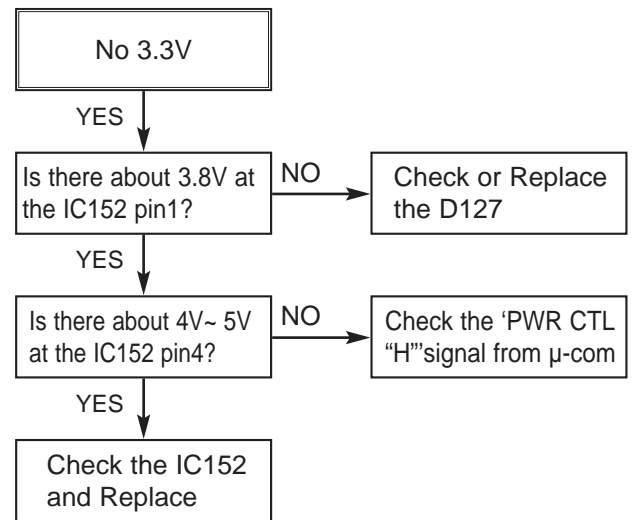 No 3.3V
YES
Is there about 3.8V at
the IC152 pin1?
NO
Check or Replace
the D127
YES
Is there about 4V~ 5V
at the IC152 pin4?
NO
Check the ‘PWR CTL
“H”’signal from µ-com
YES
Check the IC152
and Replace